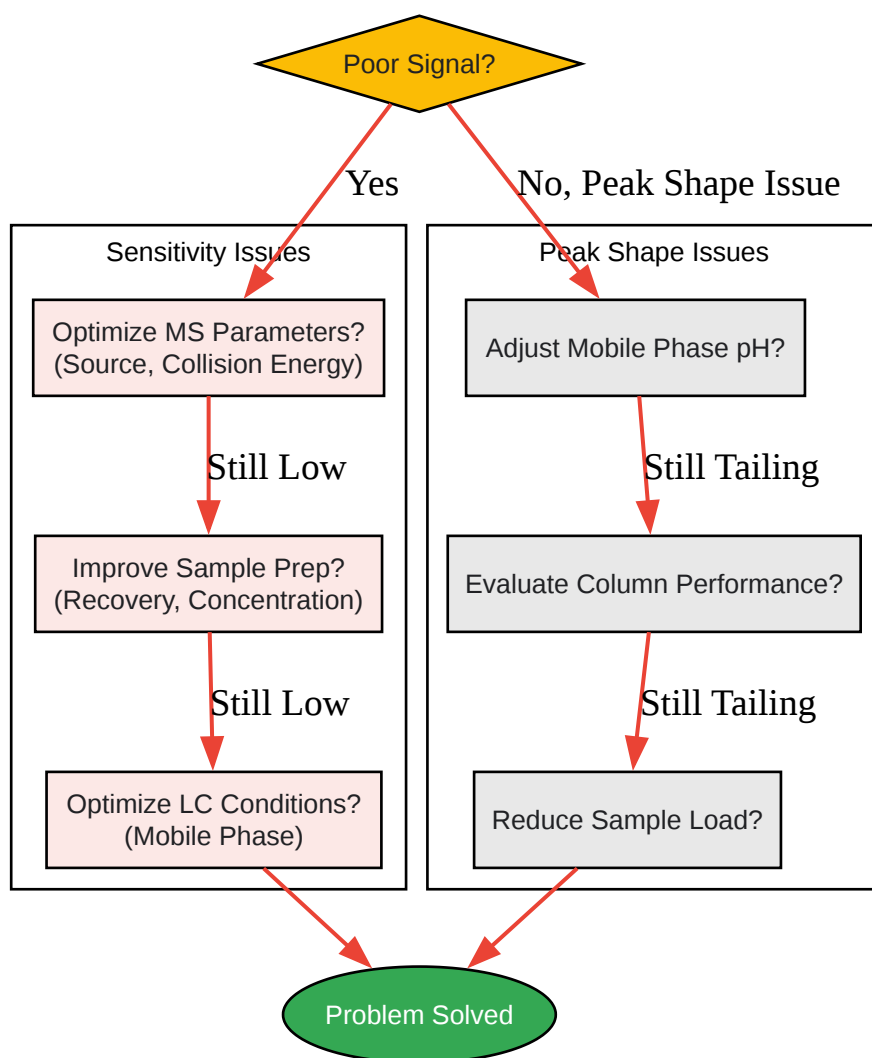 Poor Signal?
Yes
No, Peak Shape Issue
Sensitivity Issues
Optimize MS Parameters?
(Source, Collision Energy)
Still Low
Improve Sample Prep?
(Recovery, Concentration)
Still Low
Optimize LC Conditions?
(Mobile Phase)
Peak Shape Issues
Adjust Mobile Phase pH?
Still Tailing
Evaluate Column Performance?
Still Tailing
Reduce Sample Load?
Problem Solved